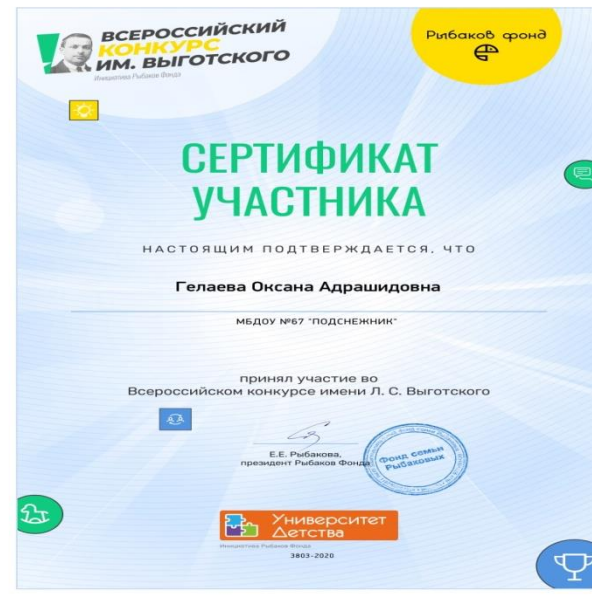 ВСЕРОССИЙСКИЙ
КОНКУРС
ИМ. ВЫГОТСКОГО
Инициатива Рыбаков Фонда
Рыбаков фонд
СЕРТИФИКАТ
УЧАСТНИКА
НАСТОЯЩИМ ПОДТВЕРЖДАЕТСЯ, ЧТО
Гелаева Оксана Адрашидовна
МБДОУ №67 "ПОДСНЕЖНИК"
принял участие во
Всероссийском конкурсе имени Л. С. Выготского
Е.Е. Рыбакова,
президент Рыбаков Фонда
Фонд семьи
Рыбаковых
Университет
Детства
Инициатива Рыбаков Фонда
3803-2020